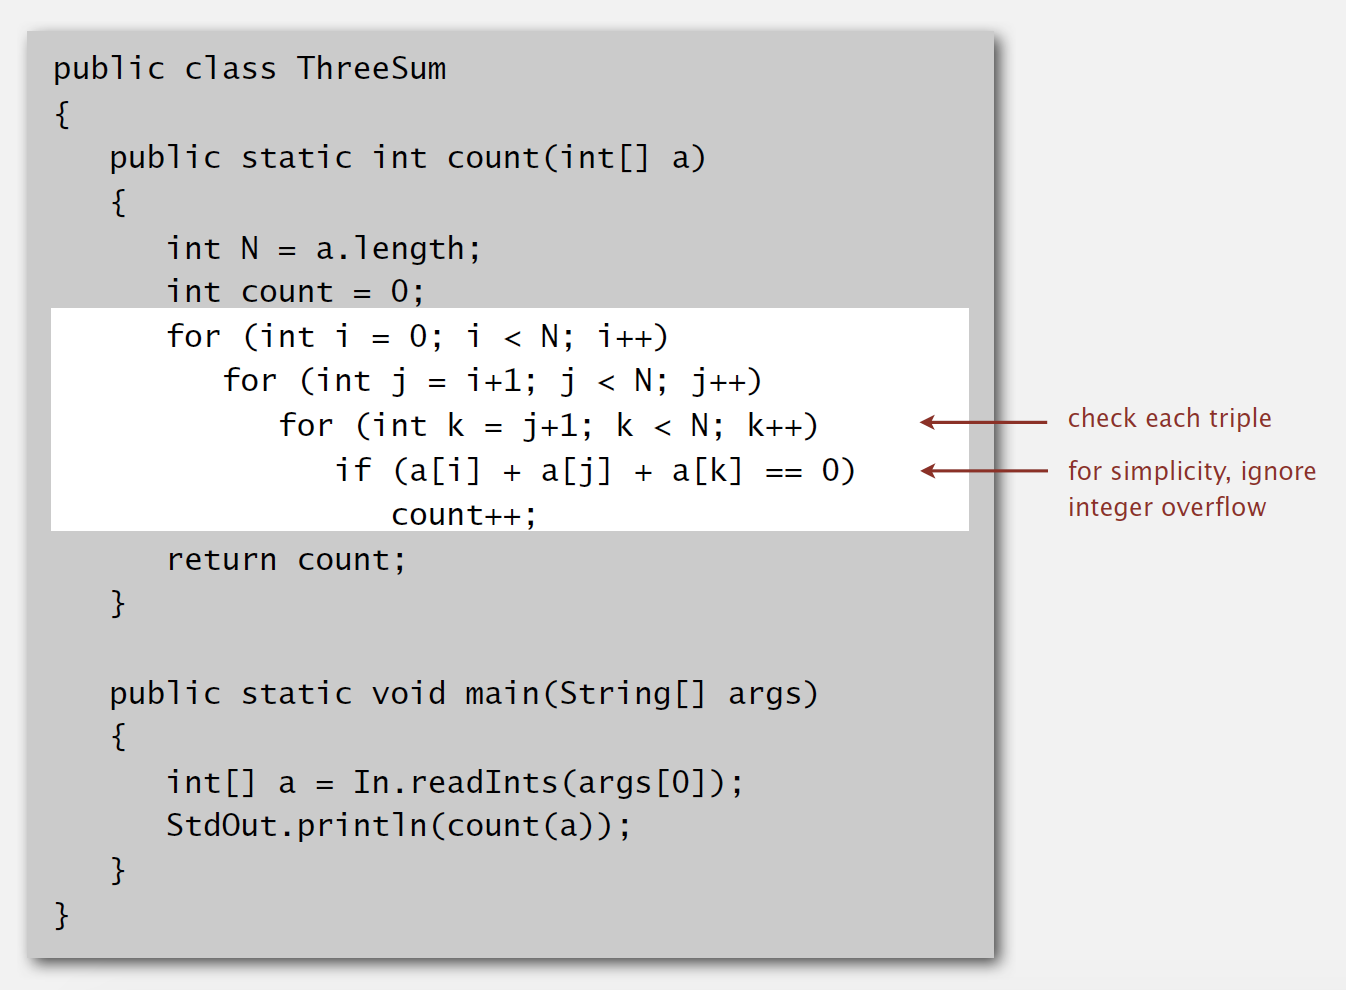 public class ThreeSum
{
   public static int count(int[] a)
   {
      int N = a.length;
      int count = 0;
      for (int i = 0; i < N; i++)
         for (int j = i+1; j < N; j++)
            for (int k = j+1; k < N; k++)
check each triple
               if (a[i] + a[j] + a[k] == 0)
for simplicity, ignore
integer overflow
                  count++;
      return count;
   }
   public static void main(String[] args)
   {
      int[] a = In.readInts(args[0]);
      StdOut.println(count(a));
   }
}